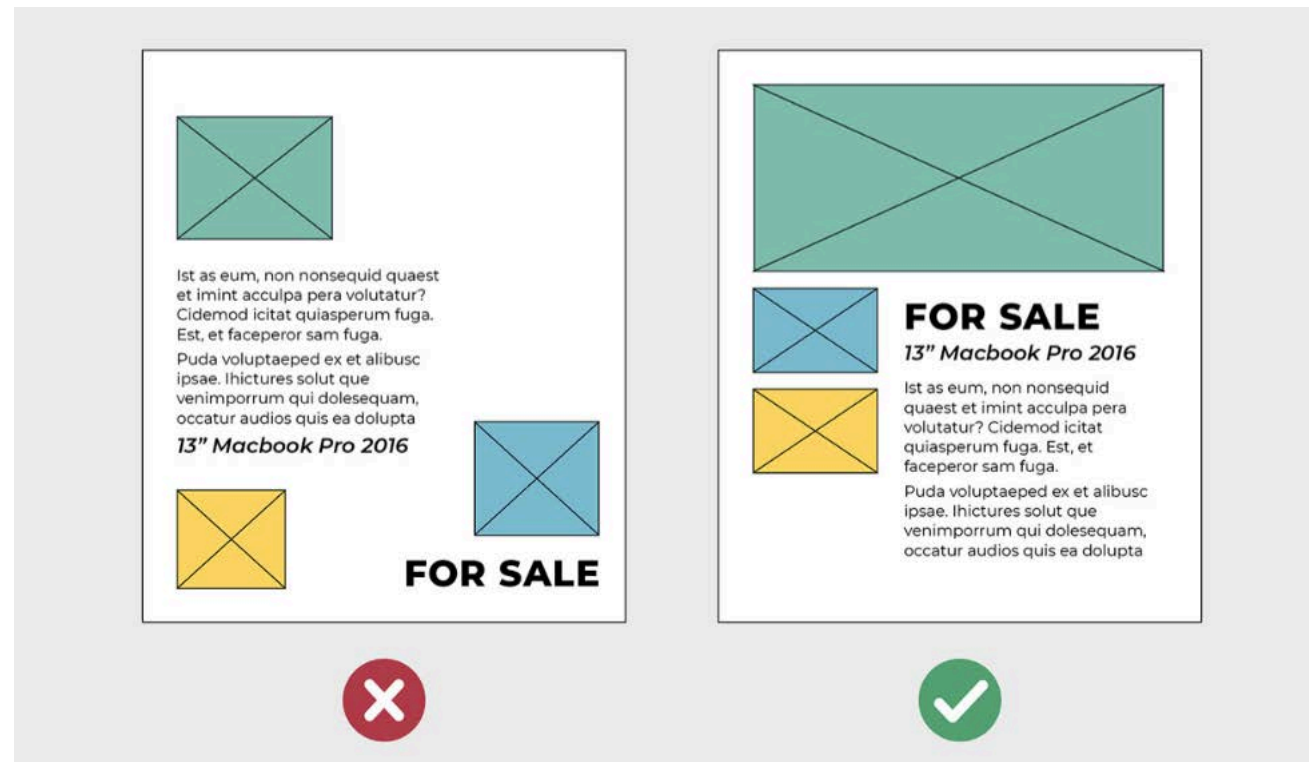 Ist as eum, non nonsequid quaest
et imint acculpa pera volutatur?
Cidemod icitat quiasperum fuga.
Est, et faceperor sam fuga.
Puda voluptaeped ex et alibusc
ipsae. Ihictures solut que
venimporrum qui dolesequam,
occatur audios quis ea dolupta
13” Macbook Pro 2016
FOR SALE
FOR SALE
13” Macbook Pro 2016
Ist as eum, non nonsequid
quaest et imint acculpa pera
volutatur? Cidemod icitat
quiasperum fuga. Est, et
faceperor sam fuga.
Puda voluptaeped ex et alibusc
ipsae. Ihictures solut que
venimporrum qui dolesequam,
occatur audios quis ea dolupta